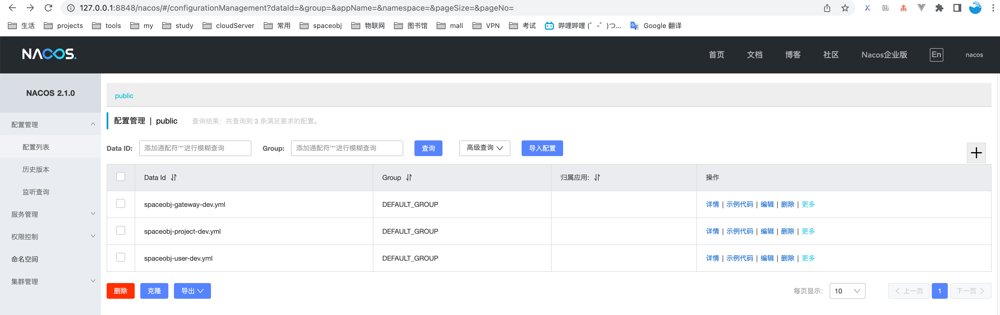 127.0.0.1:8848/nacos/#/configurationManagement?dataId=&group=&appName=&namespace=&pageSize=&pageNo=
生活 projects tools my study cloudServer 常用 spaceobj 物联网 图书馆 mall VPN 考试 哔哩哔哩 (゜-゜)つ... Google 翻译
NACOS. 首页 文档 博客 社区 Nacos企业版 En nacos
NACOS 2.1.0
配置管理
配置列表
历史版本
监听查询
服务管理
权限控制
命名空间
集群管理
public
配置管理 | public 查询结果：共查询到 3 条满足要求的配置。
Data ID: 添加通配符'*'进行模糊查询 Group: 添加通配符'*'进行模糊查询 查询 高级查询 导入配置
Data Id Group 归属应用: 操作
spaceobj-gateway-dev.yml DEFAULT_GROUP 详情 | 示例代码 | 编辑 | 删除 | 更多
spaceobj-project-dev.yml DEFAULT_GROUP 详情 | 示例代码 | 编辑 | 删除 | 更多
spaceobj-user-dev.yml DEFAULT_GROUP 详情 | 示例代码 | 编辑 | 删除 | 更多
删除 克隆 导出 每页显示: 10 上一页 1 下一页